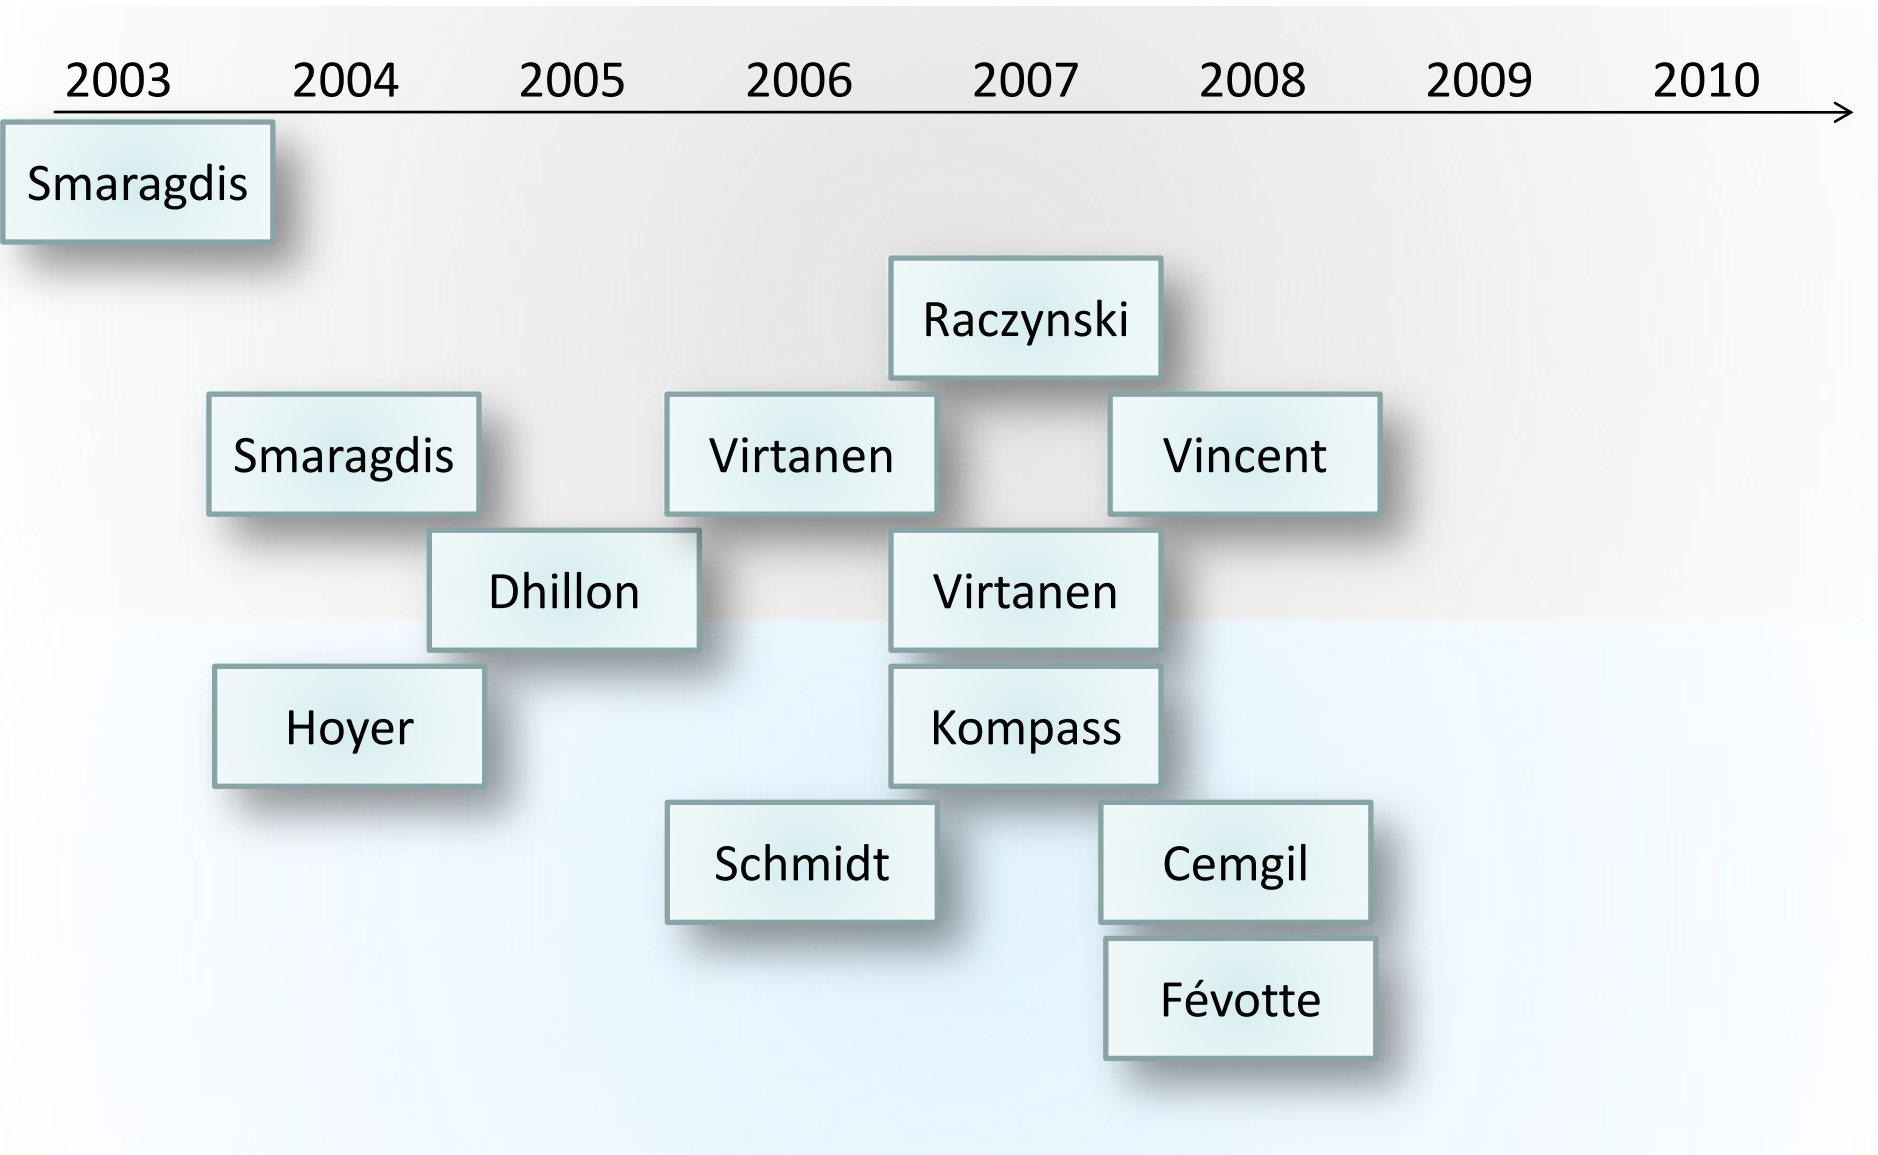 2003 2004 2005 2006 2007 2008 2009 2010
Smaragdis
Raczynski
Smaragdis Virtanen Vincent
Dhillon Virtanen
Hoyer Kompass
Schmidt Cemgil
Févotte